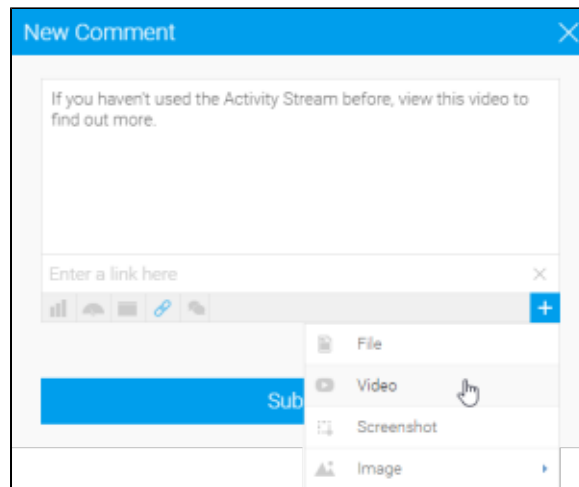 New Comment
If you haven't used the Activity Stream before, view this video to
find out more.
Enter a link here
File
Video
Sub
Screenshot
Image